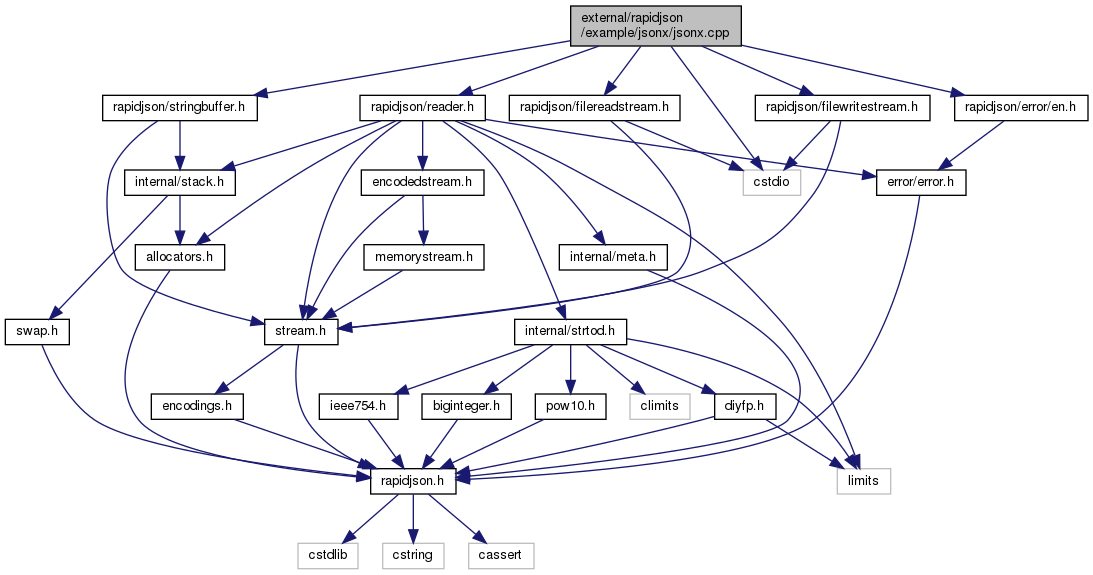 external/rapidjson
/example/jsonx/jsonx.cpp
rapidjson/stringbuffer.h
rapidjson/reader.h
rapidjson/filereadstream.h
rapidjson/filewritestream.h
rapidjson/error/en.h
internal/stack.h
encodedstream.h
cstdio
error/error.h
allocators.h
memorystream.h
internal/meta.h
swap.h
stream.h
internal/strtod.h
encodings.h
ieee754.h
biginteger.h
pow10.h
climits
diyfp.h
rapidjson.h
limits
cstdlib
cstring
cassert